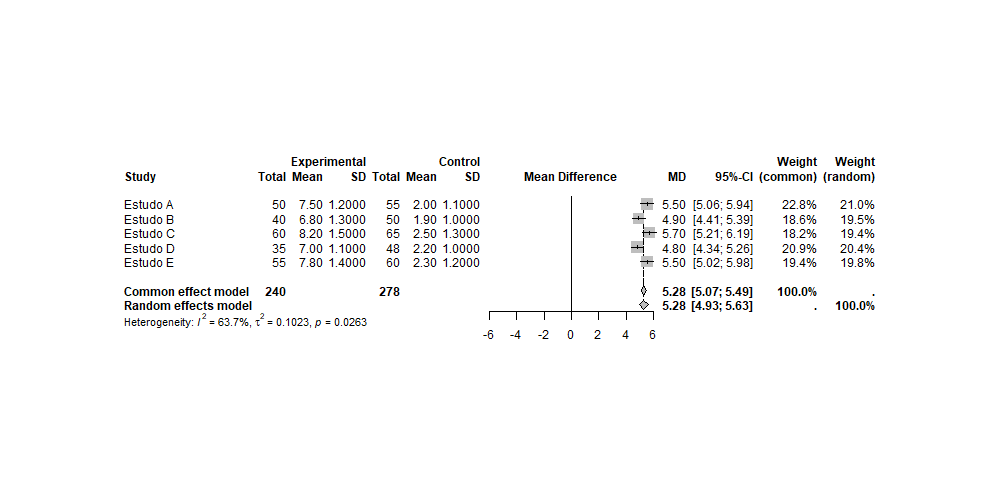 Experimental Control Weight Weight
Study Total Mean SD Total Mean SD Mean Difference MD 95%-CI (common) (random)
Estudo A 50 7.50 1.2000 55 2.00 1.1000 5.50 [5.06; 5.94] 22.8% 21.0%
Estudo B 40 6.80 1.3000 50 1.90 1.0000 4.90 [4.41; 5.39] 18.6% 19.5%
Estudo C 60 8.20 1.5000 65 2.50 1.3000 5.70 [5.21; 6.19] 18.2% 19.4%
Estudo D 35 7.00 1.1000 48 2.20 1.0000 4.80 [4.34; 5.26] 20.9% 20.4%
Estudo E 55 7.80 1.4000 60 2.30 1.2000 5.50 [5.02; 5.98] 19.4% 19.8%
Common effect model 240 278 5.28 [5.07; 5.49] 100.0% .
Random effects model 5.28 [4.93; 5.63] . 100.0%
Heterogeneity: I² = 63.7%, τ² = 0.1023, p = 0.0263
-6 -4 -2 0 2 4 6